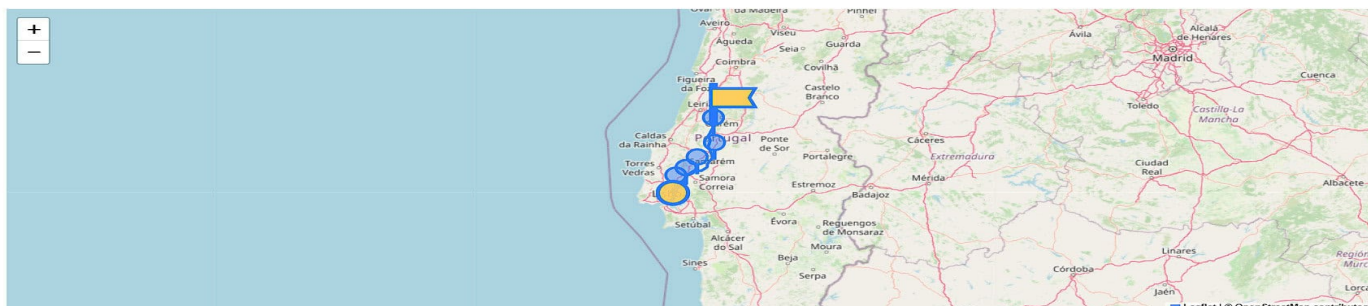 +
−
Aveiro
da Madeira
Pinhel
Viseu
Águeda
Seia
Guarda
Coimbra
Covilhã
Figueira
da Foz
Leiria
Castelo
Branco
Caldas
da Rainha
Portugal
Ponte
de Sor
Portalegre
Torres
Vedras
Samora
Correia
Estremoz
Badajoz
Setúbal
Évora
Reguengos
de Monsaraz
Alcácer
do Sal
Moura
Beja
Sines
Serpa
Ávila
Alcalá
de Henares
Madrid
Cuenca
Toledo
Castilla-La
Mancha
Cáceres
Extremadura
Mérida
Ciudad
Real
Albacete
Linares
Córdoba
Jaén
Lorca